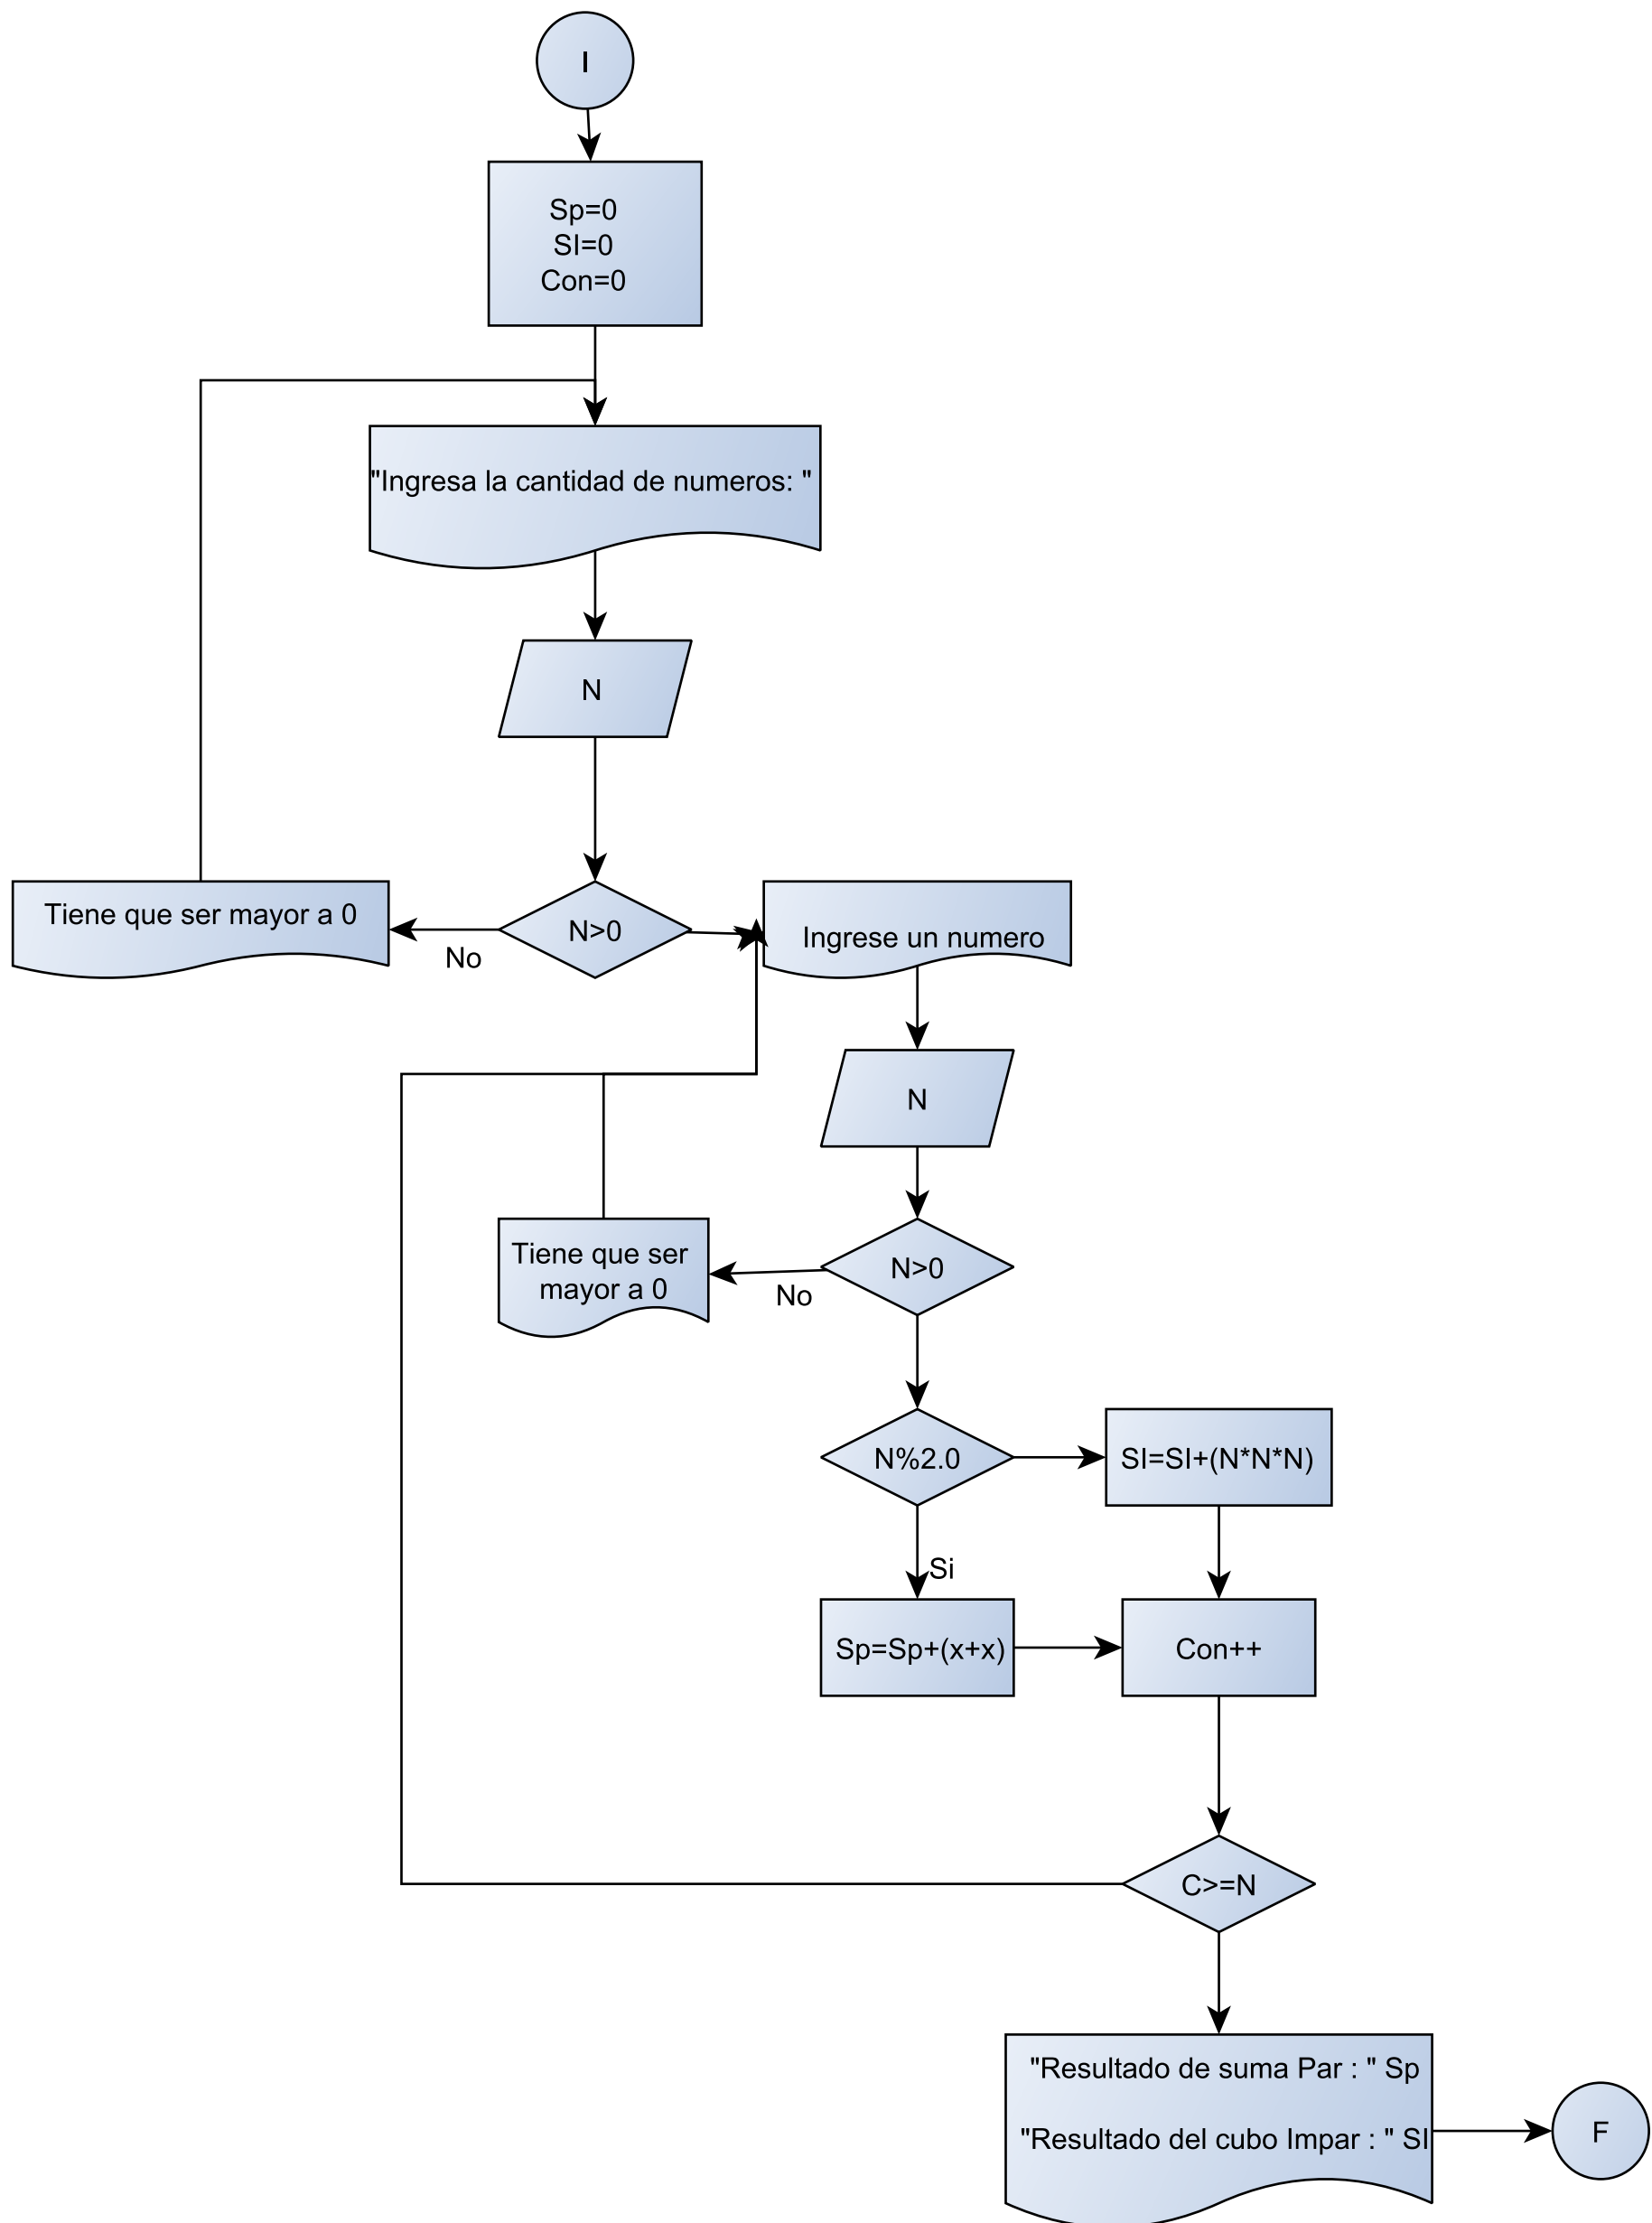 I
Sp=0
SI=0
Con=0
"Ingresa la cantidad de numeros: "
N
Tiene que ser mayor a 0
No
N>0
Ingrese un numero
N
N>0
No
Tiene que ser
mayor a 0
N%2.0
SI=SI+(N*N*N)
Si
Sp=Sp+(x+x)
Con++
C>=N
"Resultado de suma Par : " Sp
"Resultado del cubo Impar : " SI
F